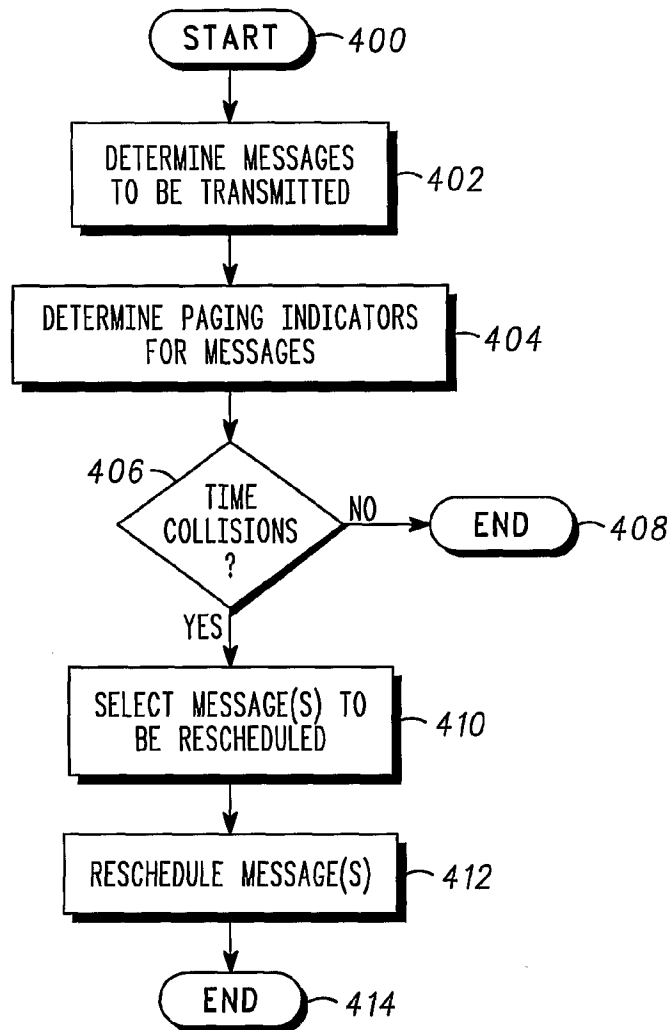 START
400
DETERMINE MESSAGES
TO BE TRANSMITTED
402
DETERMINE PAGING INDICATORS
FOR MESSAGES
404
406
TIME
COLLISIONS
?
NO
END
408
YES
SELECT MESSAGE(S) TO
BE RESCHEDULED
410
RESCHEDULE MESSAGE(S)
412
END
414